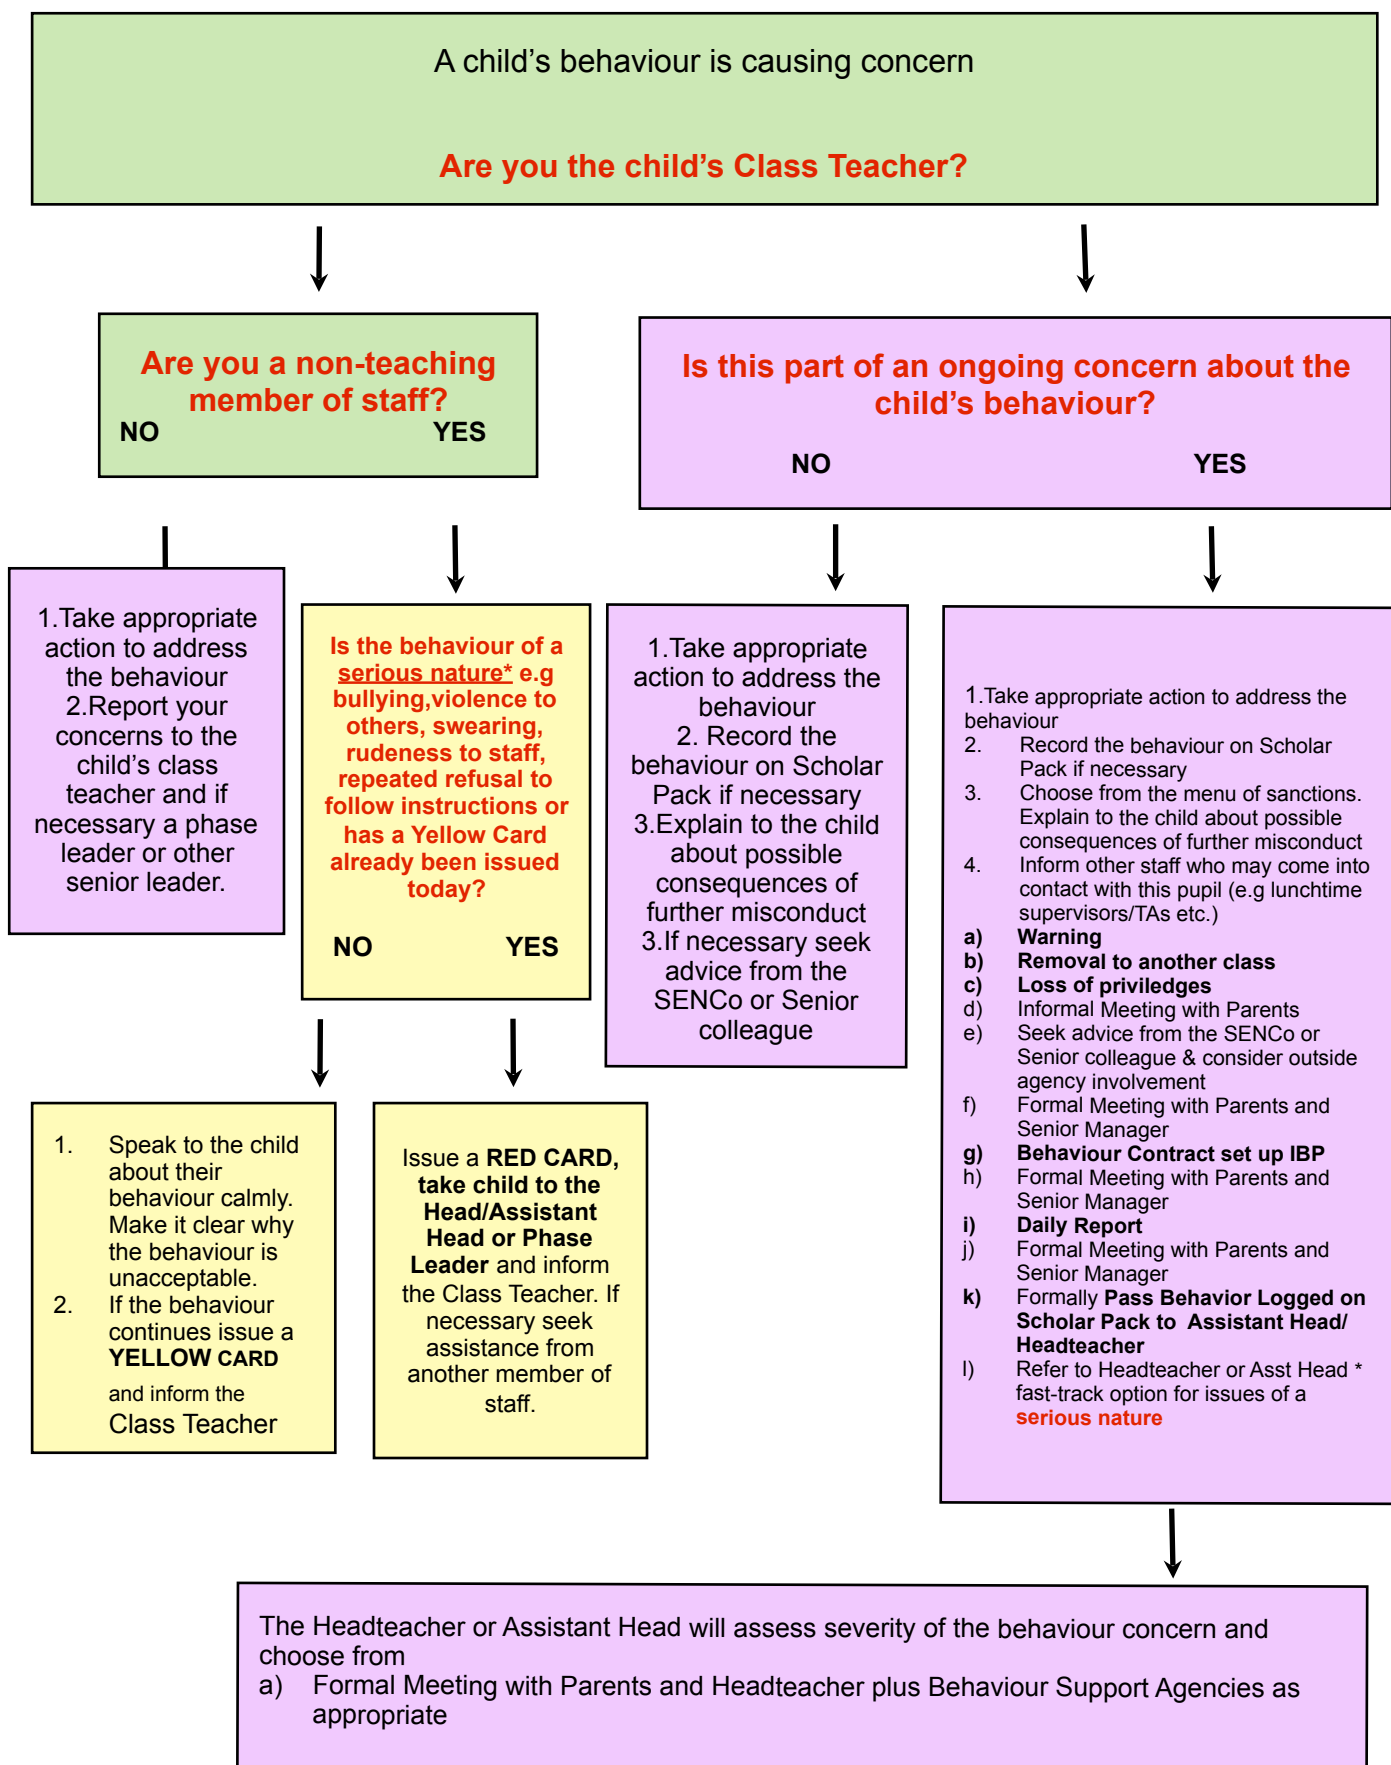 A child’s behaviour is causing concern
Are you the child’s Class Teacher?
Are you a non-teaching
member of staff?
NO YES
Is this part of an ongoing concern about the
child’s behaviour?
NO YES
1.Take appropriate
action to address
the behaviour
2.Report your
concerns to the
child’s class
teacher and if
necessary a phase
leader or other
senior leader.
Is the behaviour of a
serious nature* e.g
bullying,violence to
others, swearing,
rudeness to staff,
repeated refusal to
follow instructions or
has a Yellow Card
already been issued
today?
NO YES
1.Take appropriate
action to address the
behaviour
2. Record the
behaviour on Scholar
Pack if necessary
3.Explain to the child
about possible
consequences of
further misconduct
3.If necessary seek
advice from the
SENCo or Senior
colleague
1.Take appropriate action to address the
behaviour
2. Record the behaviour on Scholar
Pack if necessary
3. Choose from the menu of sanctions.
Explain to the child about possible
consequences of further misconduct
4. Inform other staff who may come into
contact with this pupil (e.g lunchtime
supervisors/TAs etc.)
a) Warning
b) Removal to another class
c) Loss of priviledges
d) Informal Meeting with Parents
e) Seek advice from the SENCo or
Senior colleague & consider outside
agency involvement
f) Formal Meeting with Parents and
Senior Manager
g) Behaviour Contract set up IBP
h) Formal Meeting with Parents and
Senior Manager
i) Daily Report
j) Formal Meeting with Parents and
Senior Manager
k) Formally Pass Behavior Logged on
Scholar Pack to Assistant Head/
Headteacher
l) Refer to Headteacher or Asst Head *
fast-track option for issues of a
serious nature
1. Speak to the child
about their
behaviour calmly.
Make it clear why
the behaviour is
unacceptable.
2. If the behaviour
continues issue a
YELLOW CARD
and inform the
Class Teacher
Issue a RED CARD,
take child to the
Head/Assistant
Head or Phase
Leader and inform
the Class Teacher. If
necessary seek
assistance from
another member of
staff.
The Headteacher or Assistant Head will assess severity of the behaviour concern and
choose from
a) Formal Meeting with Parents and Headteacher plus Behaviour Support Agencies as
appropriate